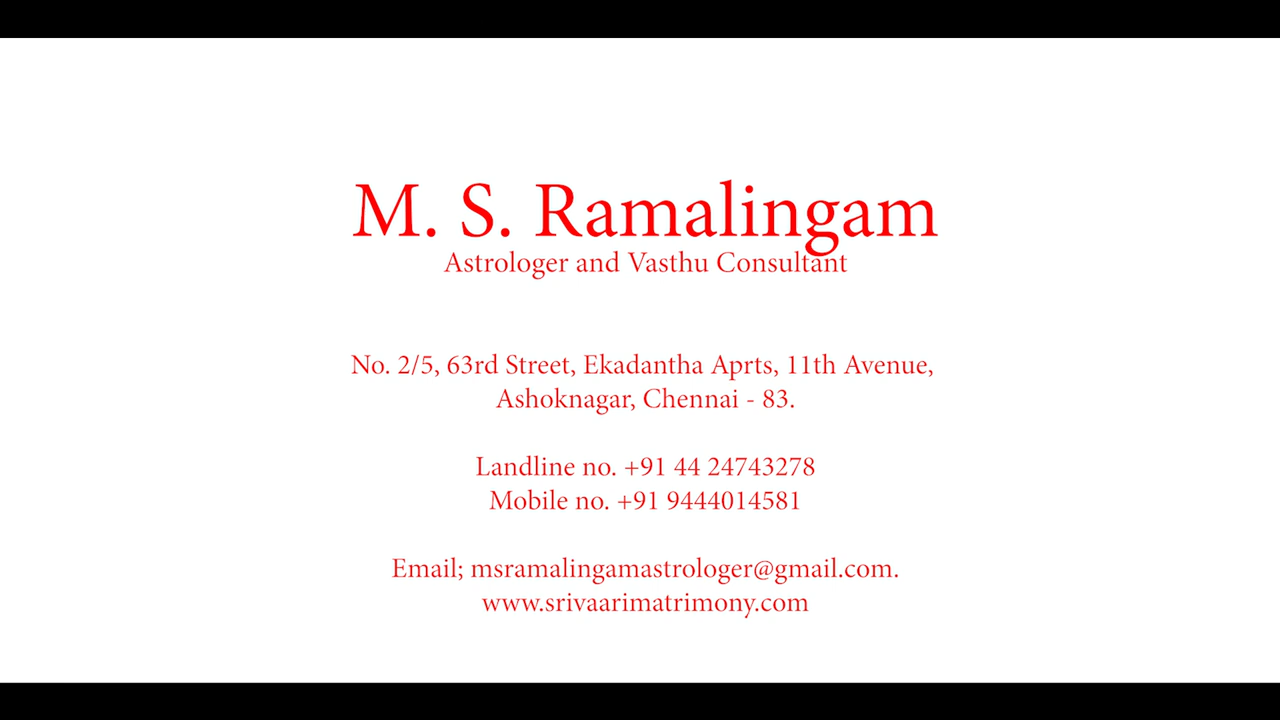 M. S. Ramalingam
Astrologer and Vasthu Consultant
No. 2/5, 63rd Street, Ekadantha Aprts, 11th Avenue,
Ashoknagar, Chennai - 83.
Landline no. +91 44 24743278
Mobile no. +91 9444014581
Email; msramalingamastrologer@gmail.com.
www.srivaarimatrimony.com